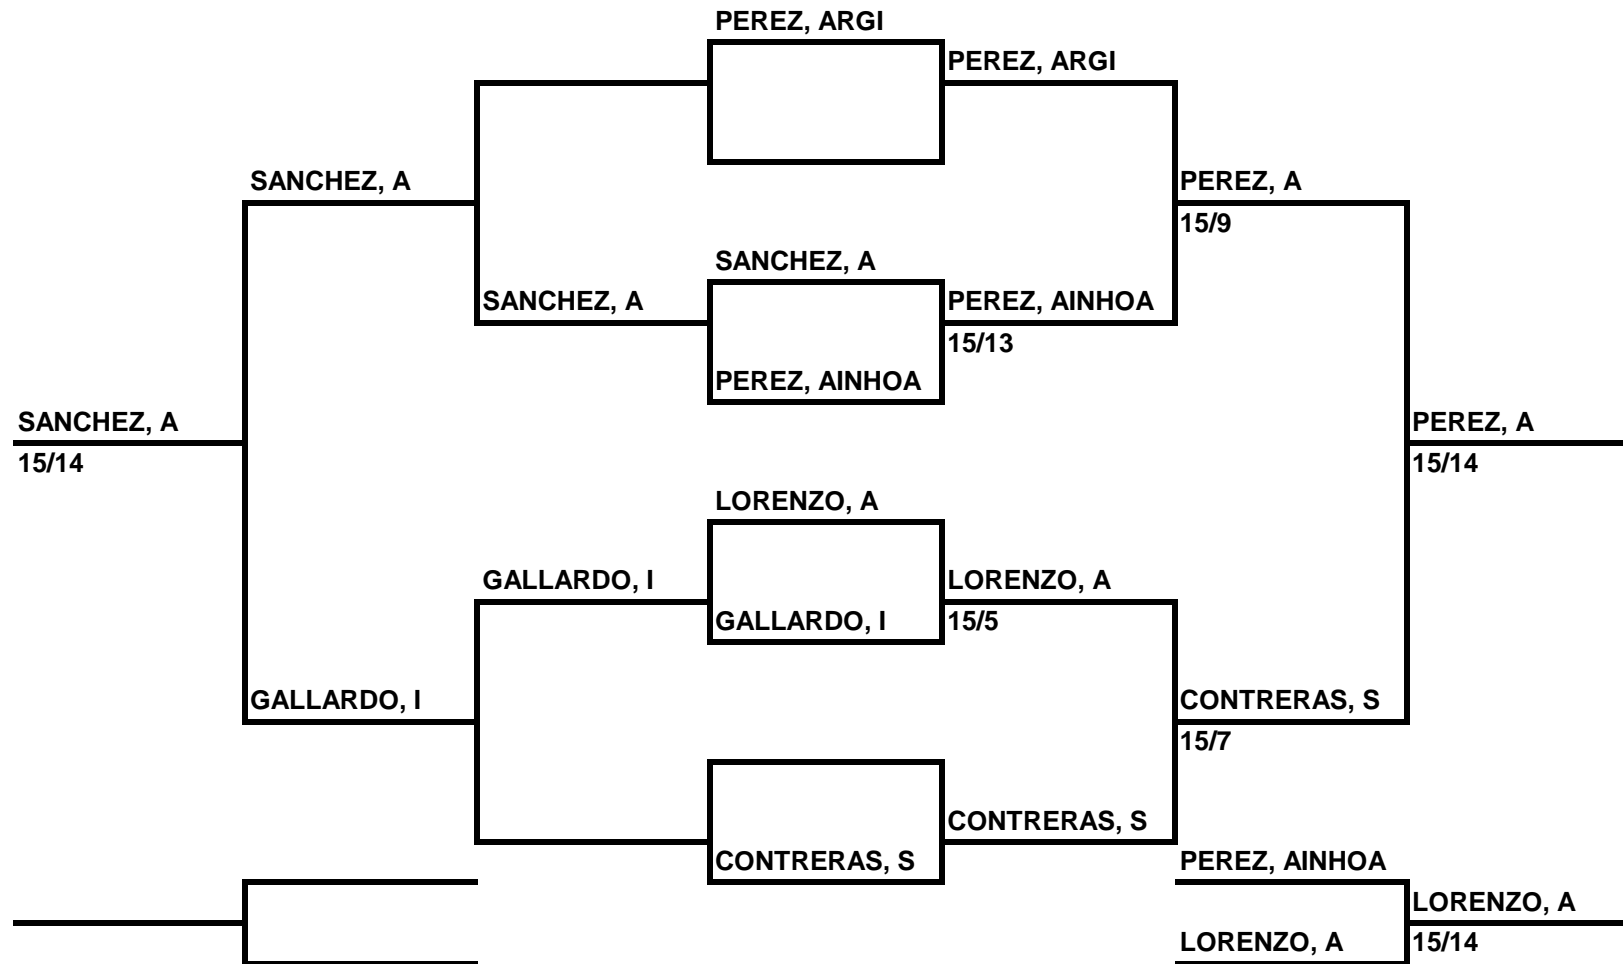 PEREZ, ARGI
PEREZ, ARGI
SANCHEZ, A
PEREZ, A
15/9
SANCHEZ, A
SANCHEZ, A
PEREZ, AINHOA
15/13
PEREZ, AINHOA
SANCHEZ, A
15/14
PEREZ, A
15/14
LORENZO, A
GALLARDO, I
LORENZO, A
GALLARDO, I
15/5
GALLARDO, I
CONTRERAS, S
15/7
CONTRERAS, S
CONTRERAS, S
PEREZ, AINHOA
LORENZO, A
LORENZO, A
15/14